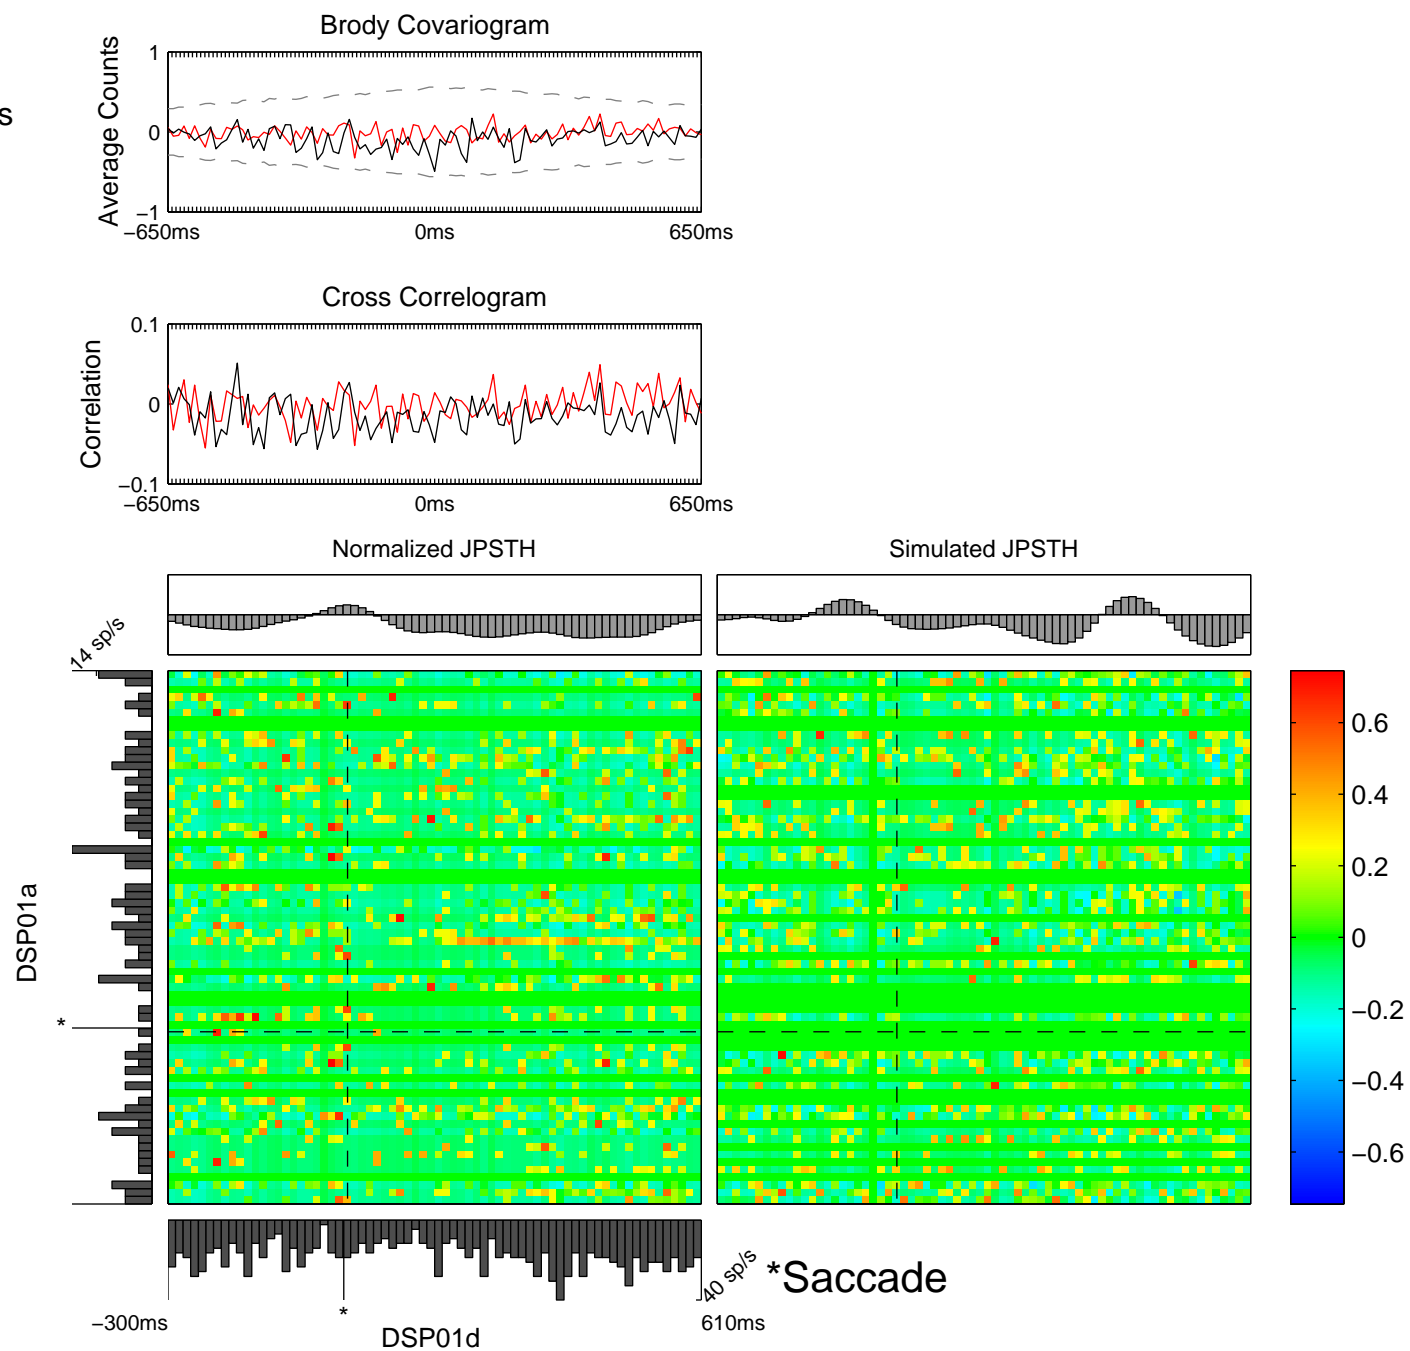 Brody Covariogram
s
Average Counts
1
0
−1
−650ms
0ms
650ms
Cross Correlogram
Correlation
0.1
0
−0.1
−650ms
0ms
650ms
Normalized JPSTH
Simulated JPSTH
14 sp/s
DSP01a
*
0.6
0.4
0.2
0
−0.2
−0.4
−0.6
40 sp/s
*Saccade
*
−300ms
610ms
DSP01d